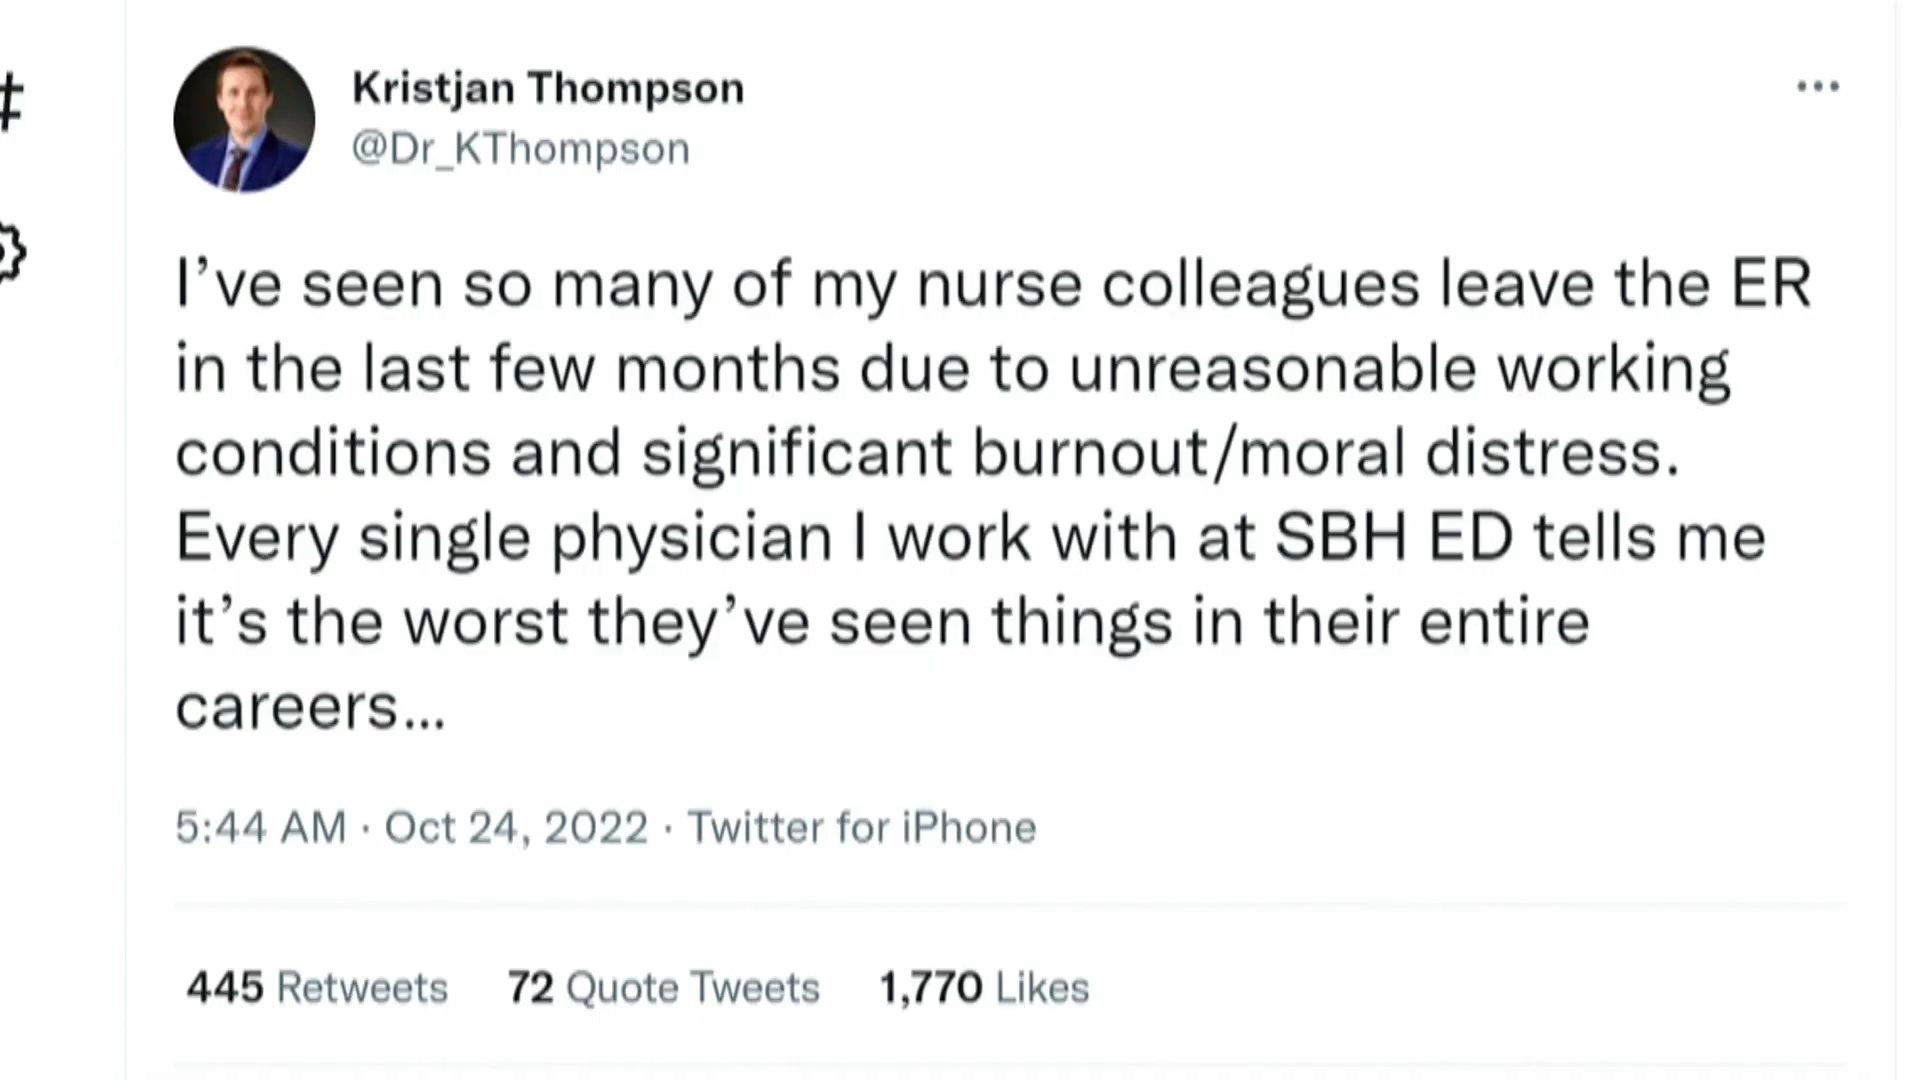 #
Kristjan Thompson
@Dr_KThompson
I’ve seen so many of my nurse colleagues leave the ER
in the last few months due to unreasonable working
conditions and significant burnout/moral distress.
Every single physician I work with at SBH ED tells me
it’s the worst they’ve seen things in their entire
careers...
5:44 AM · Oct 24, 2022 · Twitter for iPhone
445 Retweets 72 Quote Tweets 1,770 Likes